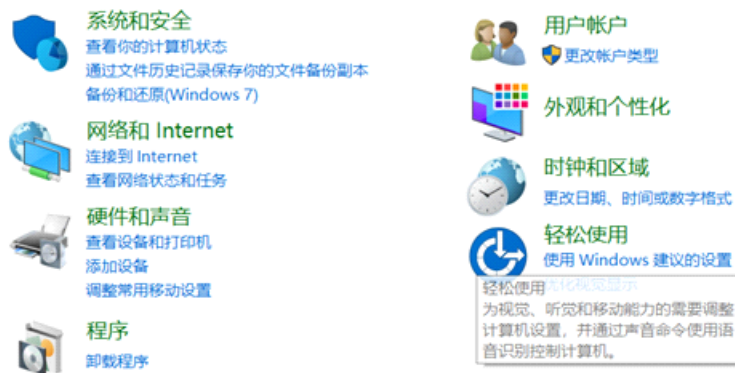 系统和安全
查看你的计算机状态
通过文件历史记录保存你的文件备份副本
备份和还原(Windows 7)
网络和 Internet
连接到 Internet
查看网络状态和任务
硬件和声音
查看设备和打印机
添加设备
调整常用移动设置
程序
卸载程序
用户帐户
更改帐户类型
外观和个性化
时钟和区域
更改日期、时间或数字格式
轻松使用
使用 Windows 建议的设置
优化视觉显示
轻松使用
为视觉、听觉和移动能力的需要调整
计算机设置，并通过声音命令使用语
音识别控制计算机。